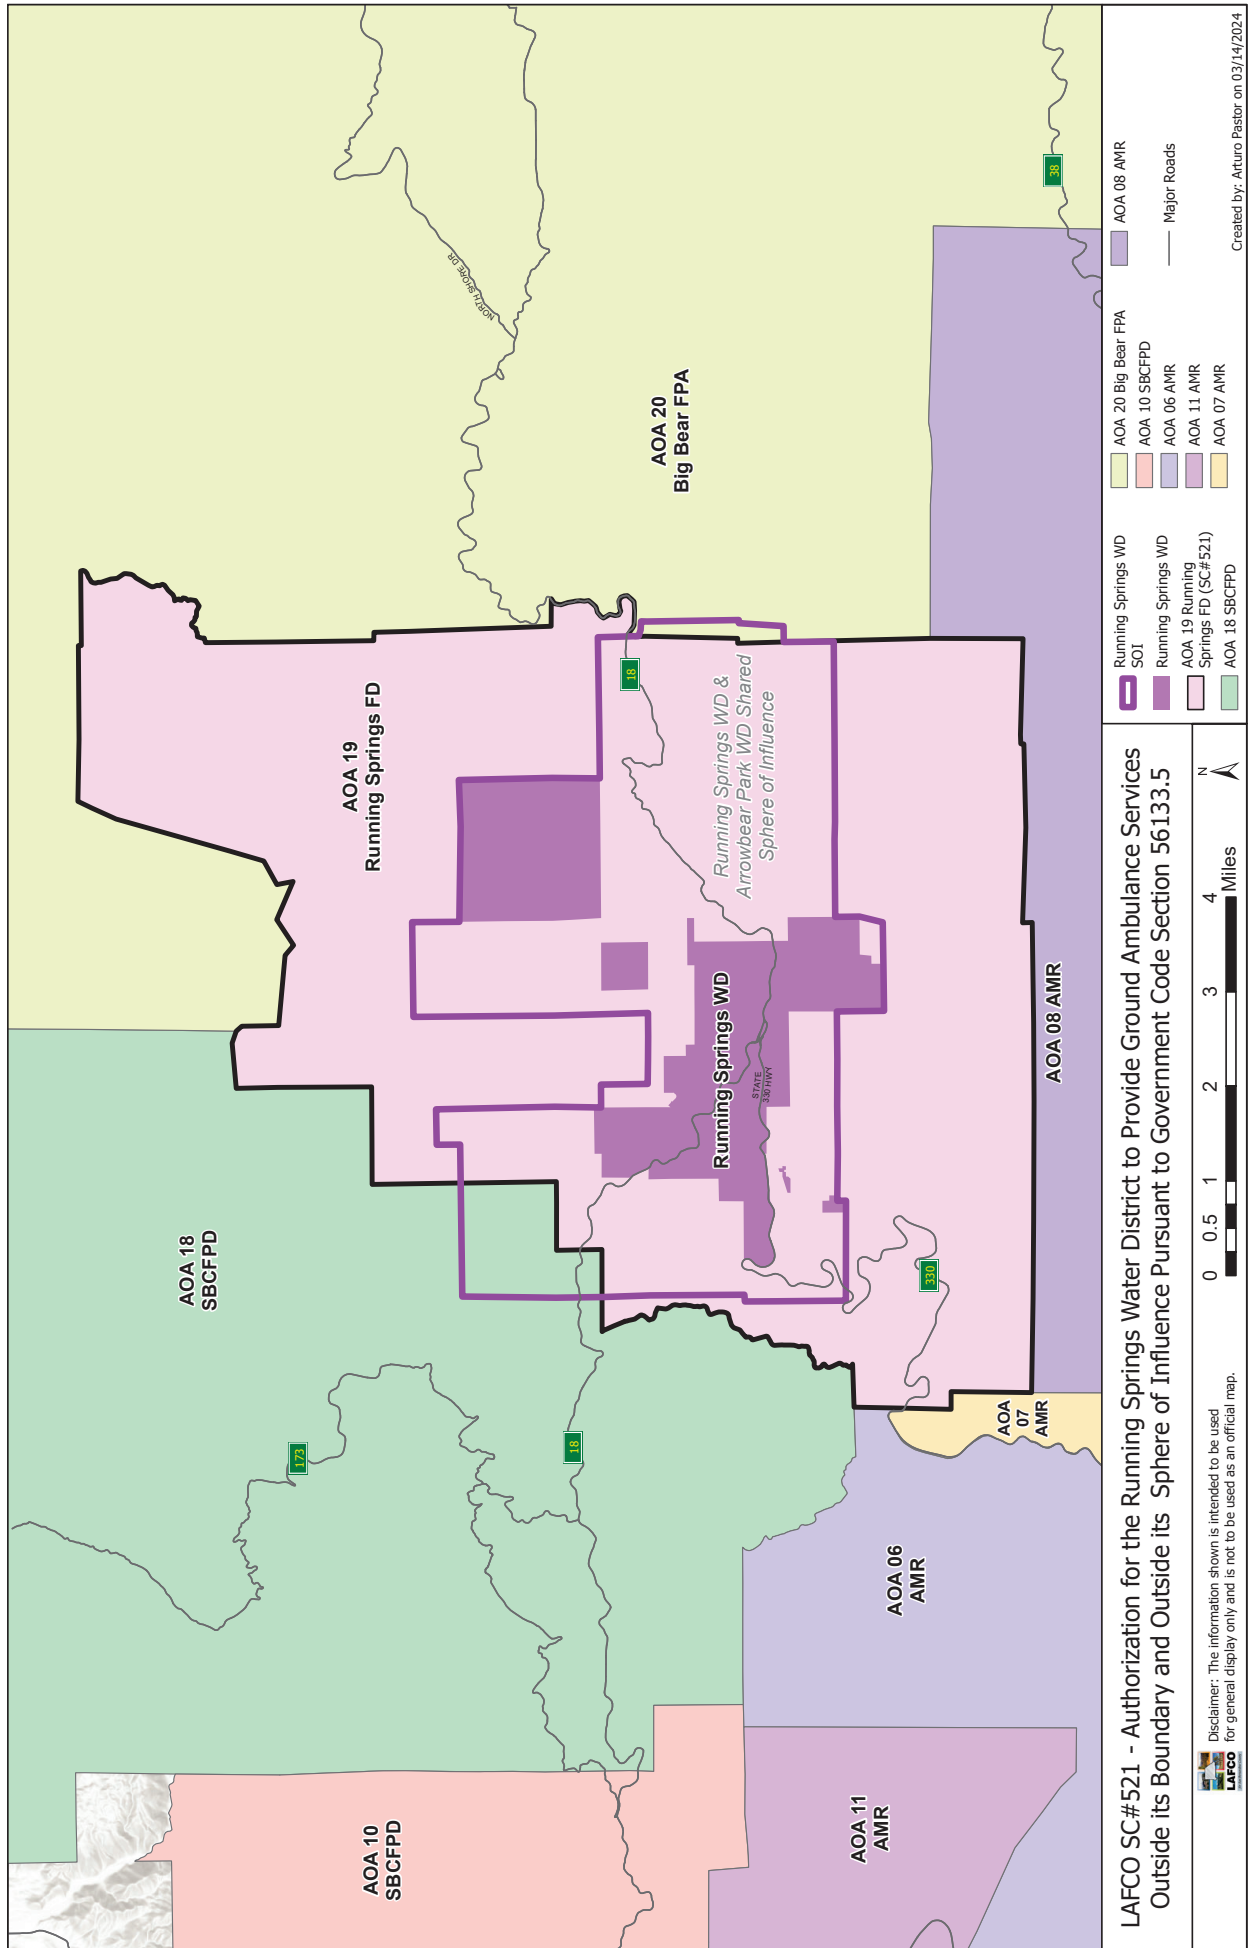 173
18
18
330
38
NORTH SHORE DR
STATE
330 HWY
AOA 18
SBCFPD
AOA 19
Running Springs FD
AOA 20
Big Bear FPA
AOA 10
SBCFPD
Running Springs WD
Running Springs WD &
Arrowbear Park WD Shared
Sphere of Influence
AOA 11
AMR
AOA 06
AMR
AOA
07
AMR
AOA 08 AMR
LAFCO SC#521 - Authorization for the Running Springs Water District to Provide Ground Ambulance Services
Outside its Boundary and Outside its Sphere of Influence Pursuant to Government Code Section 56133.5
LAFCO
Disclaimer: The information shown is intended to be used
for general display only and is not to be used as an official map.
0 0.5 1 2 3 4
Miles
N
Running Springs WD
SOI
Running Springs WD
AOA 19 Running
Springs FD (SC#521)
AOA 18 SBCFPD
AOA 20 Big Bear FPA
AOA 10 SBCFPD
AOA 06 AMR
AOA 11 AMR
AOA 07 AMR
AOA 08 AMR
Major Roads
Created by: Arturo Pastor on 03/14/2024